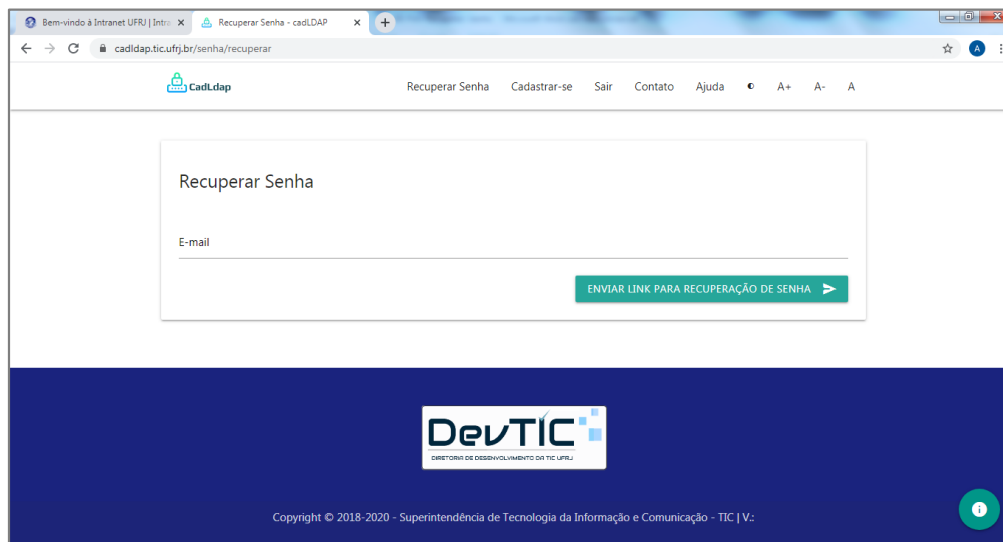 Bem-vindo à Intranet UFRJ | Intra
Recuperar Senha - cadLDAP
cadldap.tic.ufrj.br/senha/recuperar
A
CadLdap
Recuperar Senha Cadastrar-se Sair Contato Ajuda A+ A- A
Recuperar Senha
E-mail
ENVIAR LINK PARA RECUPERAÇÃO DE SENHA
DevTIC
DIRETORIA DE DESENVOLVIMENTO DA TIC UFRJ
Copyright © 2018-2020 - Superintendência de Tecnologia da Informação e Comunicação - TIC | V.: